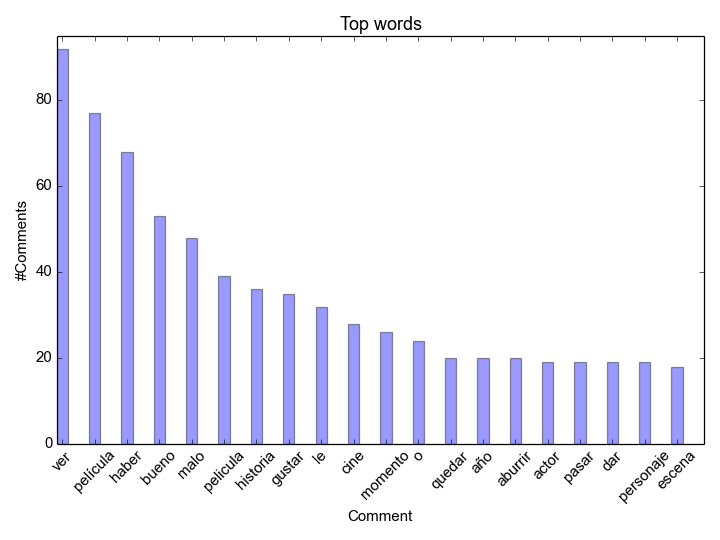 Top words
#Comments
80
60
40
20
0
ver
película
haber
bueno
malo
pelicula
historia
gustar
le
cine
momento
o
quedar
año
aburrir
actor
pasar
dar
personaje
escena
Comment